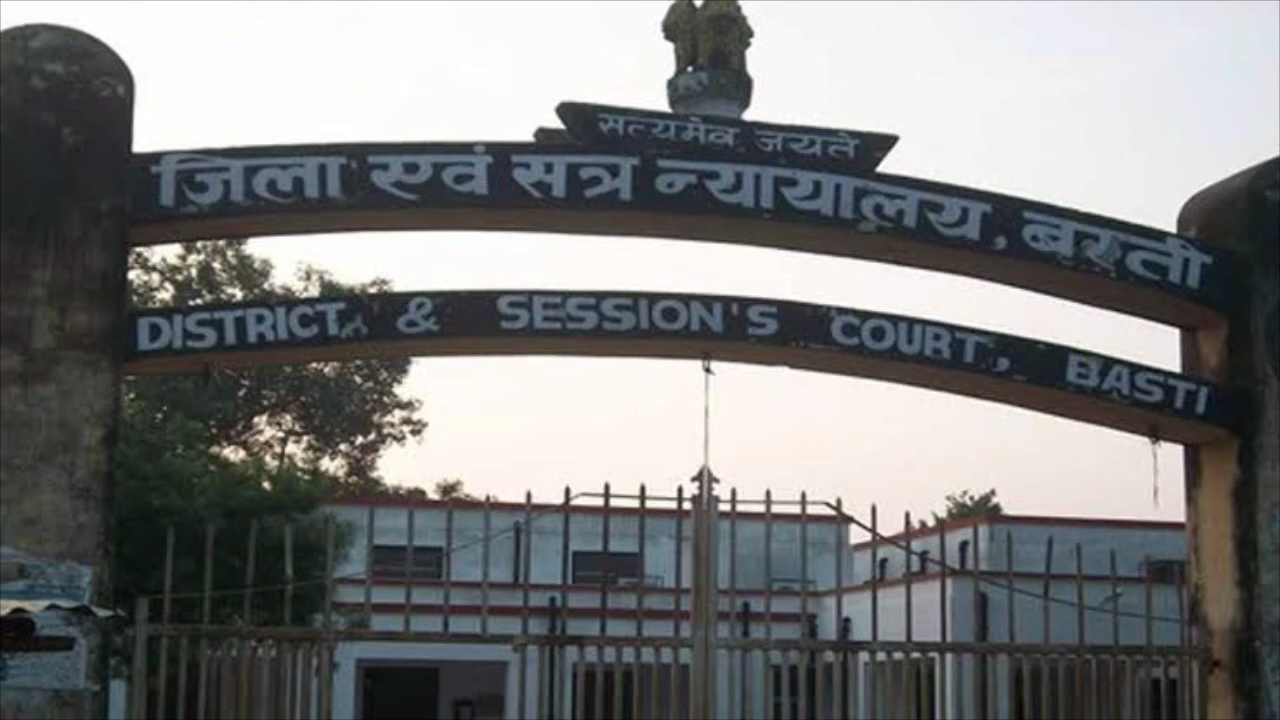 सत्यमेव जयते
जिला एवं सत्र न्यायालय, बस्ती
DISTRICT & SESSION'S COURT, BASTI